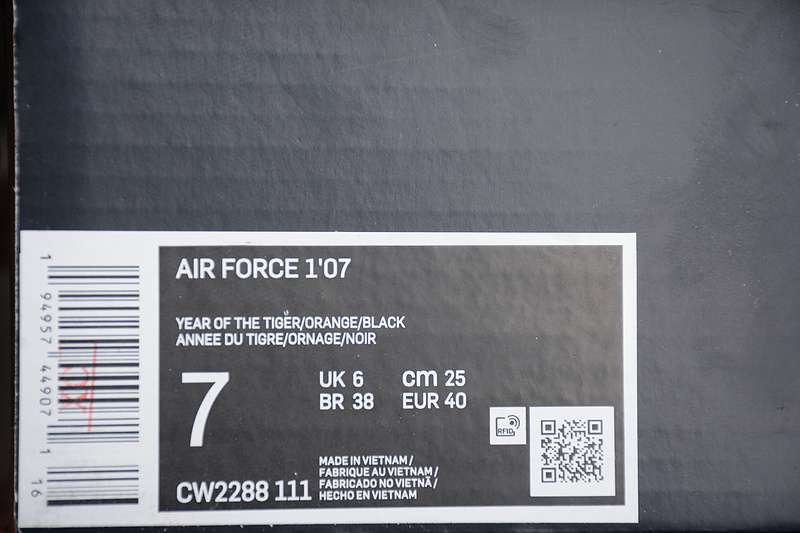 AIR FORCE 1'07
YEAR OF THE TIGER/ORANGE/BLACK
ANNEE DU TIGRE/ORNAGE/NOIR
7
UK 6
cm 25
BR 38
EUR 40
RFID
CW2288 111
MADE IN VIETNAM /
FABRIQUE AU VIETNAM /
FABRICADO NO VIETNÃ /
HECHO EN VIETNAM
1 94957 44907 1 16